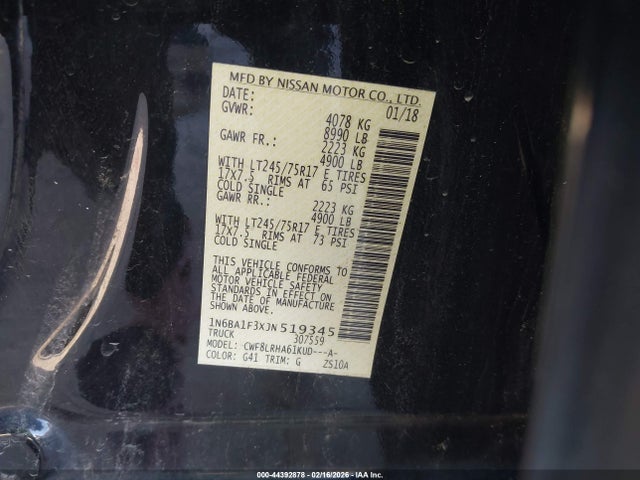 MFD BY NISSAN MOTOR CO., LTD.
DATE: 01/18
GVWR: 4078 KG
8990 LB
GAWR FR.: 2223 KG
4900 LB
WITH LT245/75R17 E TIRES
17X7.5 RIMS AT 65 PSI
COLD SINGLE
GAWR RR.: 2223 KG
4900 LB
WITH LT245/75R17 E TIRES
17X7.5 RIMS AT 73 PSI
COLD SINGLE
THIS VEHICLE CONFORMS TO
ALL APPLICABLE FEDERAL
MOTOR VEHICLE SAFETY
STANDARDS IN EFFECT ON
THE DATE OF MANUFACTURE
SHOWN ABOVE.
1N6BA1F3XJN519345
TRUCK 307559
MODEL: CWF8LRHA61KUD---A-
COLOR: G41 TRIM: G ZS10A
000-44392878 - 02/16/2026 - IAA Inc.